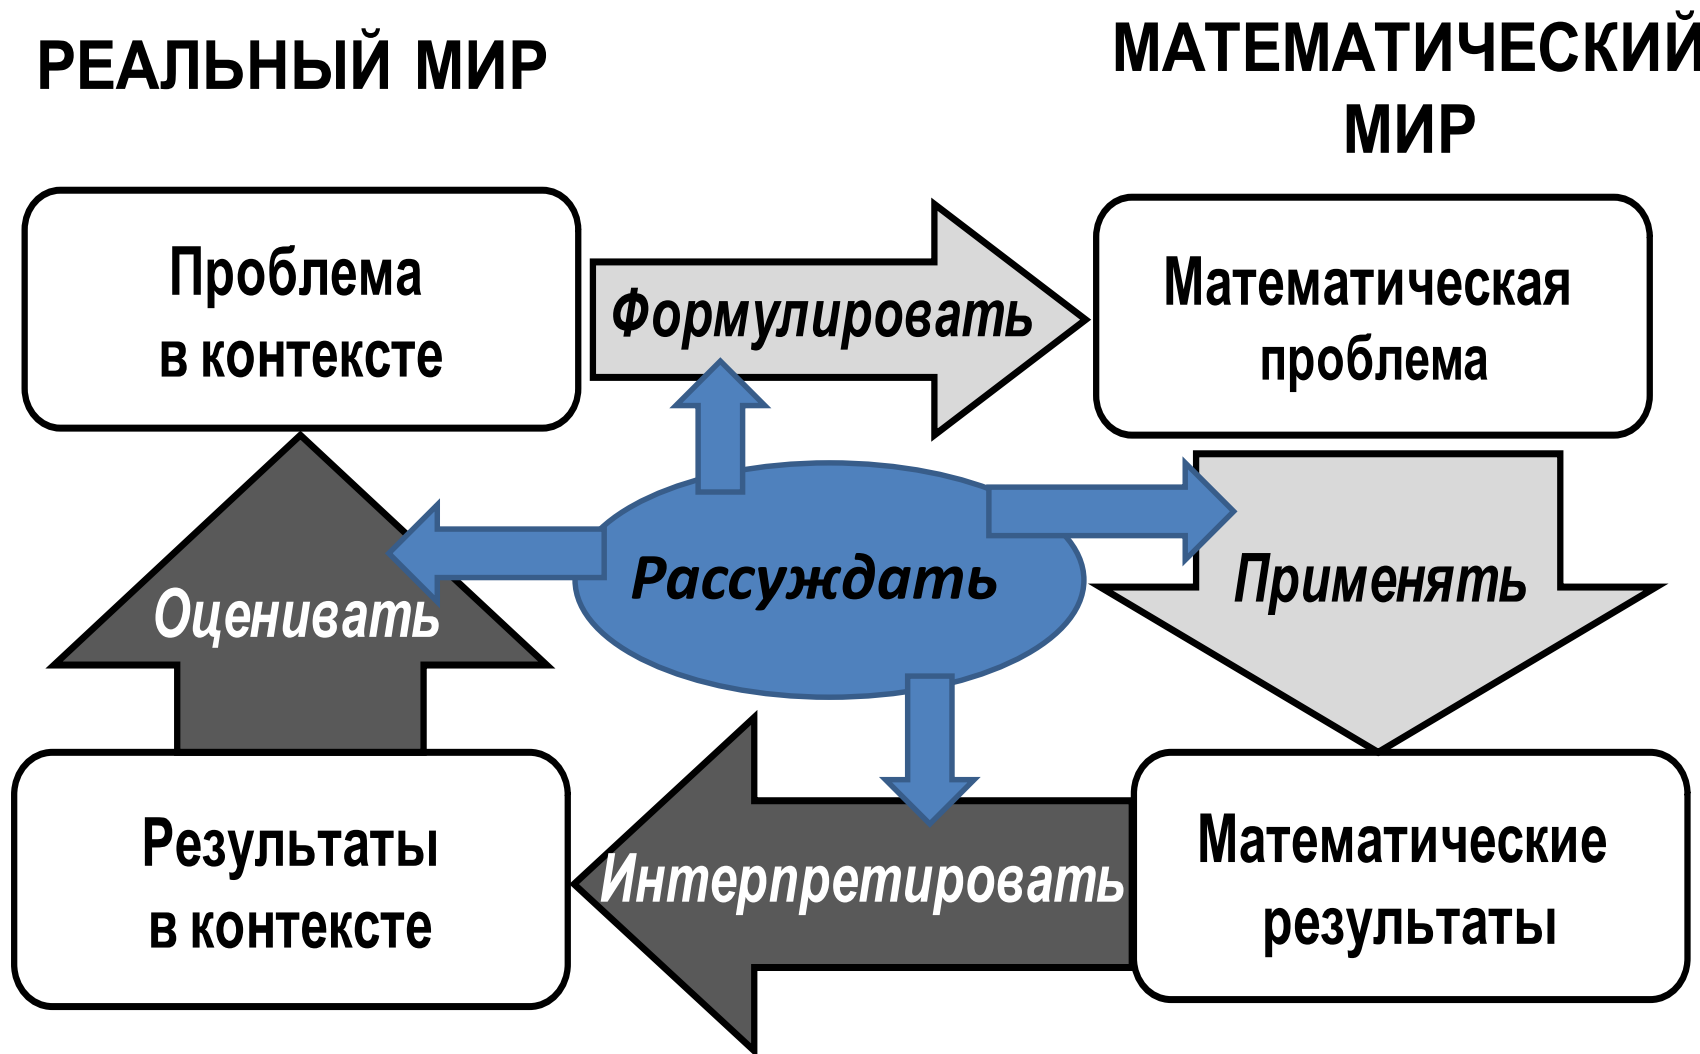 РЕАЛЬНЫЙ МИР
МАТЕМАТИЧЕСКИЙ
МИР
Проблема
в контексте
Формулировать
Математическая
проблема
Рассуждать
Применять
Оценивать
Результаты
в контексте
Интерпретировать
Математические
результаты